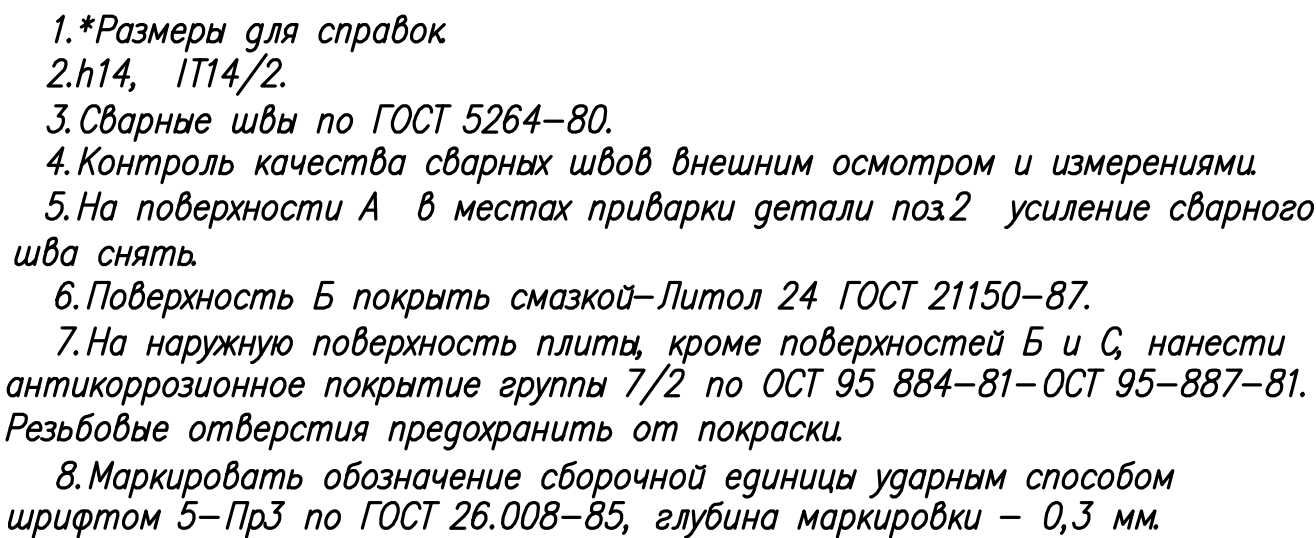 1.*Размеры для справок.
2.h14, IT14/2.
3.Сварные швы по ГОСТ 5264–80.
4.Контроль качества сварных швов внешним осмотром и измерениями.
5.На поверхности А в местах приварки детали поз.2 усиление сварного
шва снять.
6.Поверхность Б покрыть смазкой–Литол 24 ГОСТ 21150–87.
7.На наружную поверхность плиты, кроме поверхностей Б и С, нанести
антикоррозионное покрытие группы 7/2 по ОСТ 95 884–81–ОСТ 95–887–81.
Резьбовые отверстия предохранить от покраски.
8.Маркировать обозначение сборочной единицы ударным способом
шрифтом 5–Пр3 по ГОСТ 26.008–85, глубина маркировки – 0,3 мм.